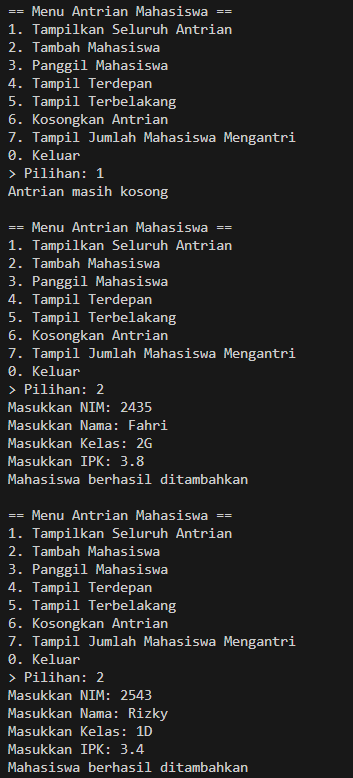 == Menu Antrian Mahasiswa ==
1. Tampilkan Seluruh Antrian
2. Tambah Mahasiswa
3. Panggil Mahasiswa
4. Tampil Terdepan
5. Tampil Terbelakang
6. Kosongkan Antrian
7. Tampil Jumlah Mahasiswa Mengantri
0. Keluar
> Pilihan: 1
Antrian masih kosong

== Menu Antrian Mahasiswa ==
1. Tampilkan Seluruh Antrian
2. Tambah Mahasiswa
3. Panggil Mahasiswa
4. Tampil Terdepan
5. Tampil Terbelakang
6. Kosongkan Antrian
7. Tampil Jumlah Mahasiswa Mengantri
0. Keluar
> Pilihan: 2
Masukkan NIM: 2435
Masukkan Nama: Fahri
Masukkan Kelas: 2G
Masukkan IPK: 3.8
Mahasiswa berhasil ditambahkan

== Menu Antrian Mahasiswa ==
1. Tampilkan Seluruh Antrian
2. Tambah Mahasiswa
3. Panggil Mahasiswa
4. Tampil Terdepan
5. Tampil Terbelakang
6. Kosongkan Antrian
7. Tampil Jumlah Mahasiswa Mengantri
0. Keluar
> Pilihan: 2
Masukkan NIM: 2543
Masukkan Nama: Rizky
Masukkan Kelas: 1D
Masukkan IPK: 3.4
Mahasiswa berhasil ditambahkan